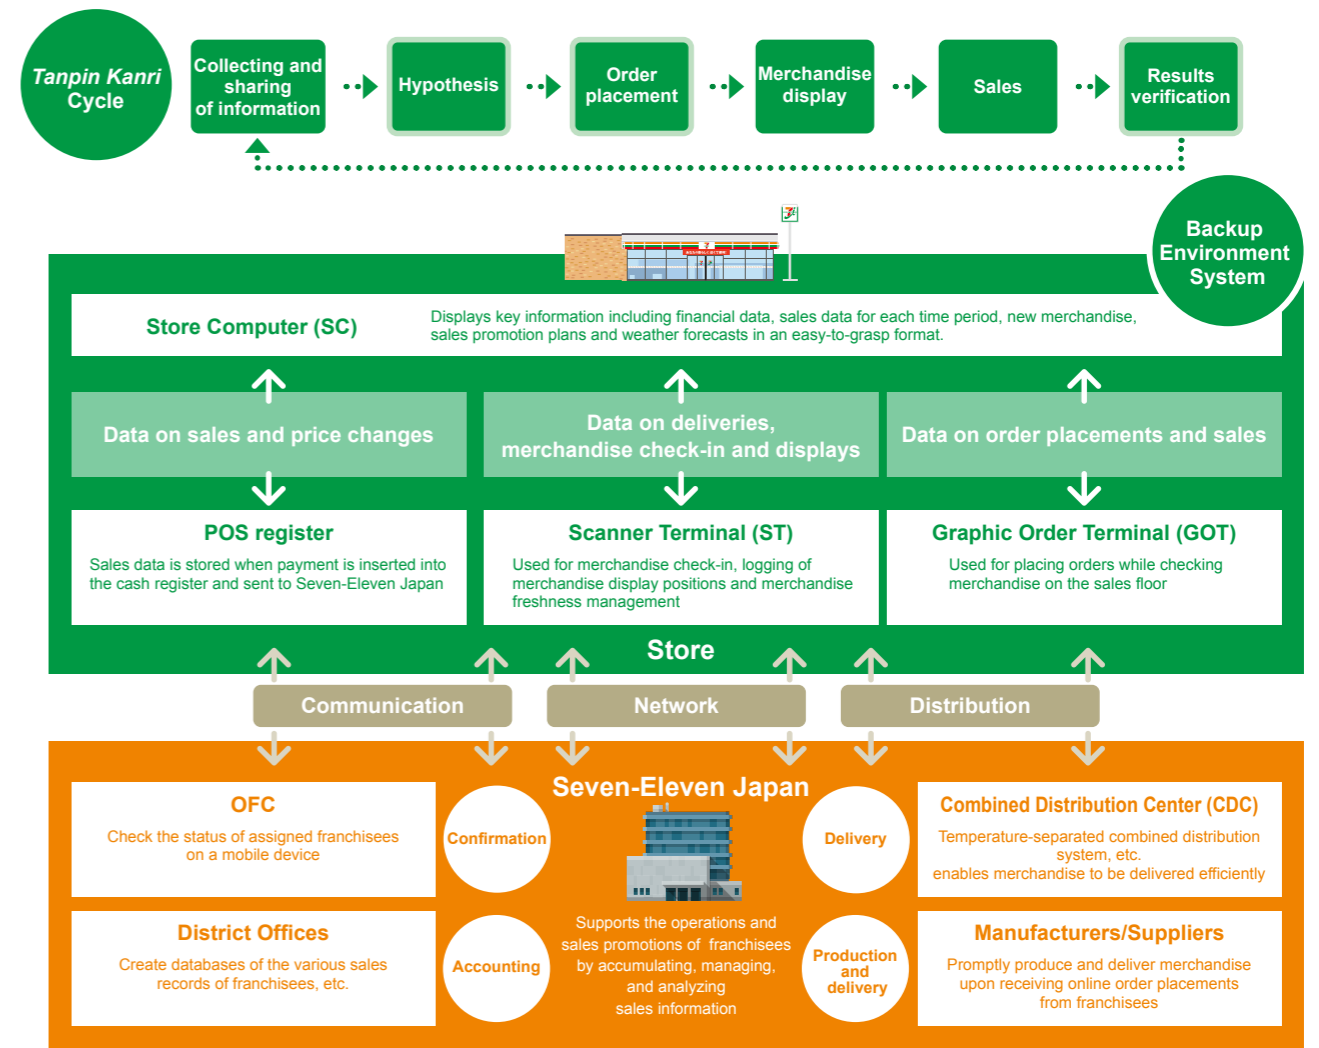 Tanpin Kanri
Cycle
Collecting and
sharing
of information
Hypothesis
Order
placement
Merchandise
display
Sales
Results
verification
Backup
Environment
System
Store Computer (SC)
Displays key information including financial data, sales data for each time period, new merchandise,
sales promotion plans and weather forecasts in an easy-to-grasp format.
Data on sales and price changes
Data on deliveries,
merchandise check-in and displays
Data on order placements and sales
POS register
Sales data is stored when payment is inserted into
the cash register and sent to Seven-Eleven Japan
Scanner Terminal (ST)
Used for merchandise check-in, logging of
merchandise display positions and merchandise
freshness management
Graphic Order Terminal (GOT)
Used for placing orders while checking
merchandise on the sales floor
Store
Communication
Network
Distribution
Seven-Eleven Japan
OFC
Check the status of assigned franchisees
on a mobile device
Confirmation
Delivery
Combined Distribution Center (CDC)
Temperature-separated combined distribution
system, etc.
enables merchandise to be delivered efficiently
District Offices
Create databases of the various sales
records of franchisees, etc.
Accounting
Supports the operations and
sales promotions of franchisees
by accumulating, managing,
and analyzing
sales information
Production
and
delivery
Manufacturers/Suppliers
Promptly produce and deliver merchandise
upon receiving online order placements
from franchisees